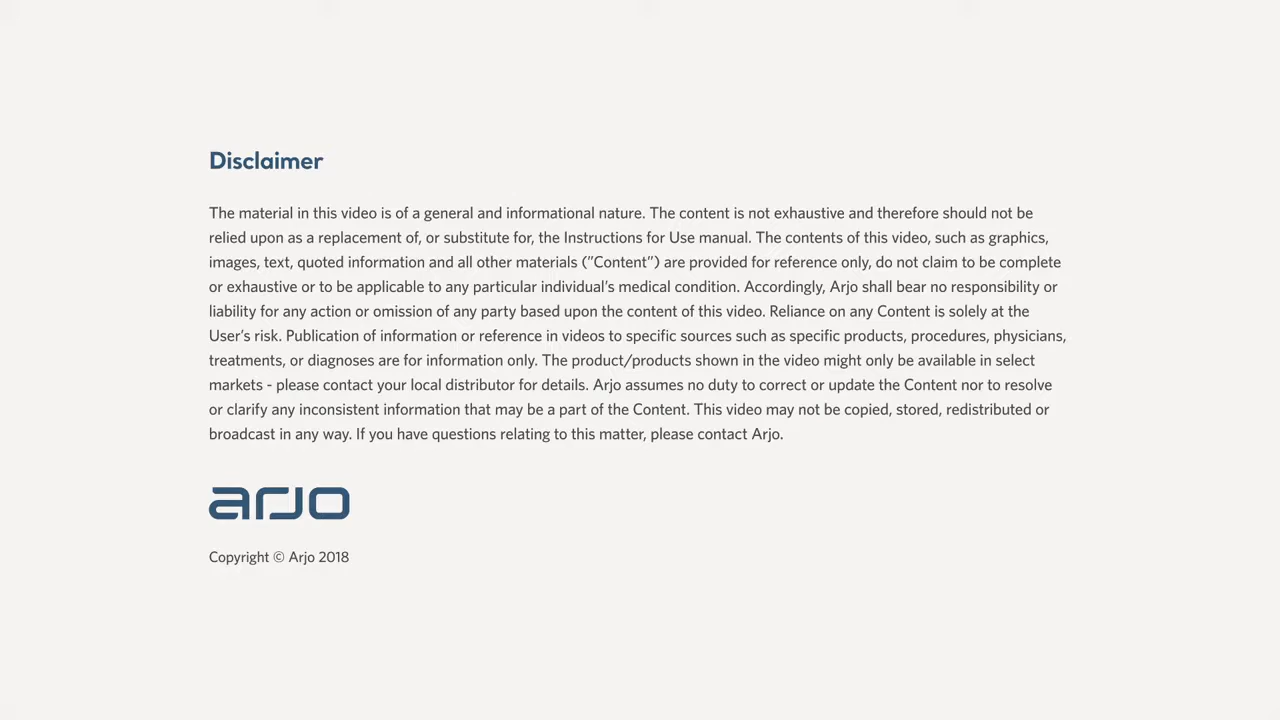 Disclaimer
The material in this video is of a general and informational nature. The content is not exhaustive and therefore should not be
relied upon as a replacement of, or substitute for, the Instructions for Use manual. The contents of this video, such as graphics,
images, text, quoted information and all other materials (”Content”) are provided for reference only, do not claim to be complete
or exhaustive or to be applicable to any particular individual’s medical condition. Accordingly, Arjo shall bear no responsibility or
liability for any action or omission of any party based upon the content of this video. Reliance on any Content is solely at the
User’s risk. Publication of information or reference in videos to specific sources such as specific products, procedures, physicians,
treatments, or diagnoses are for information only. The product/products shown in the video might only be available in select
markets - please contact your local distributor for details. Arjo assumes no duty to correct or update the Content nor to resolve
or clarify any inconsistent information that may be a part of the Content. This video may not be copied, stored, redistributed or
broadcast in any way. If you have questions relating to this matter, please contact Arjo.
arjo
Copyright © Arjo 2018